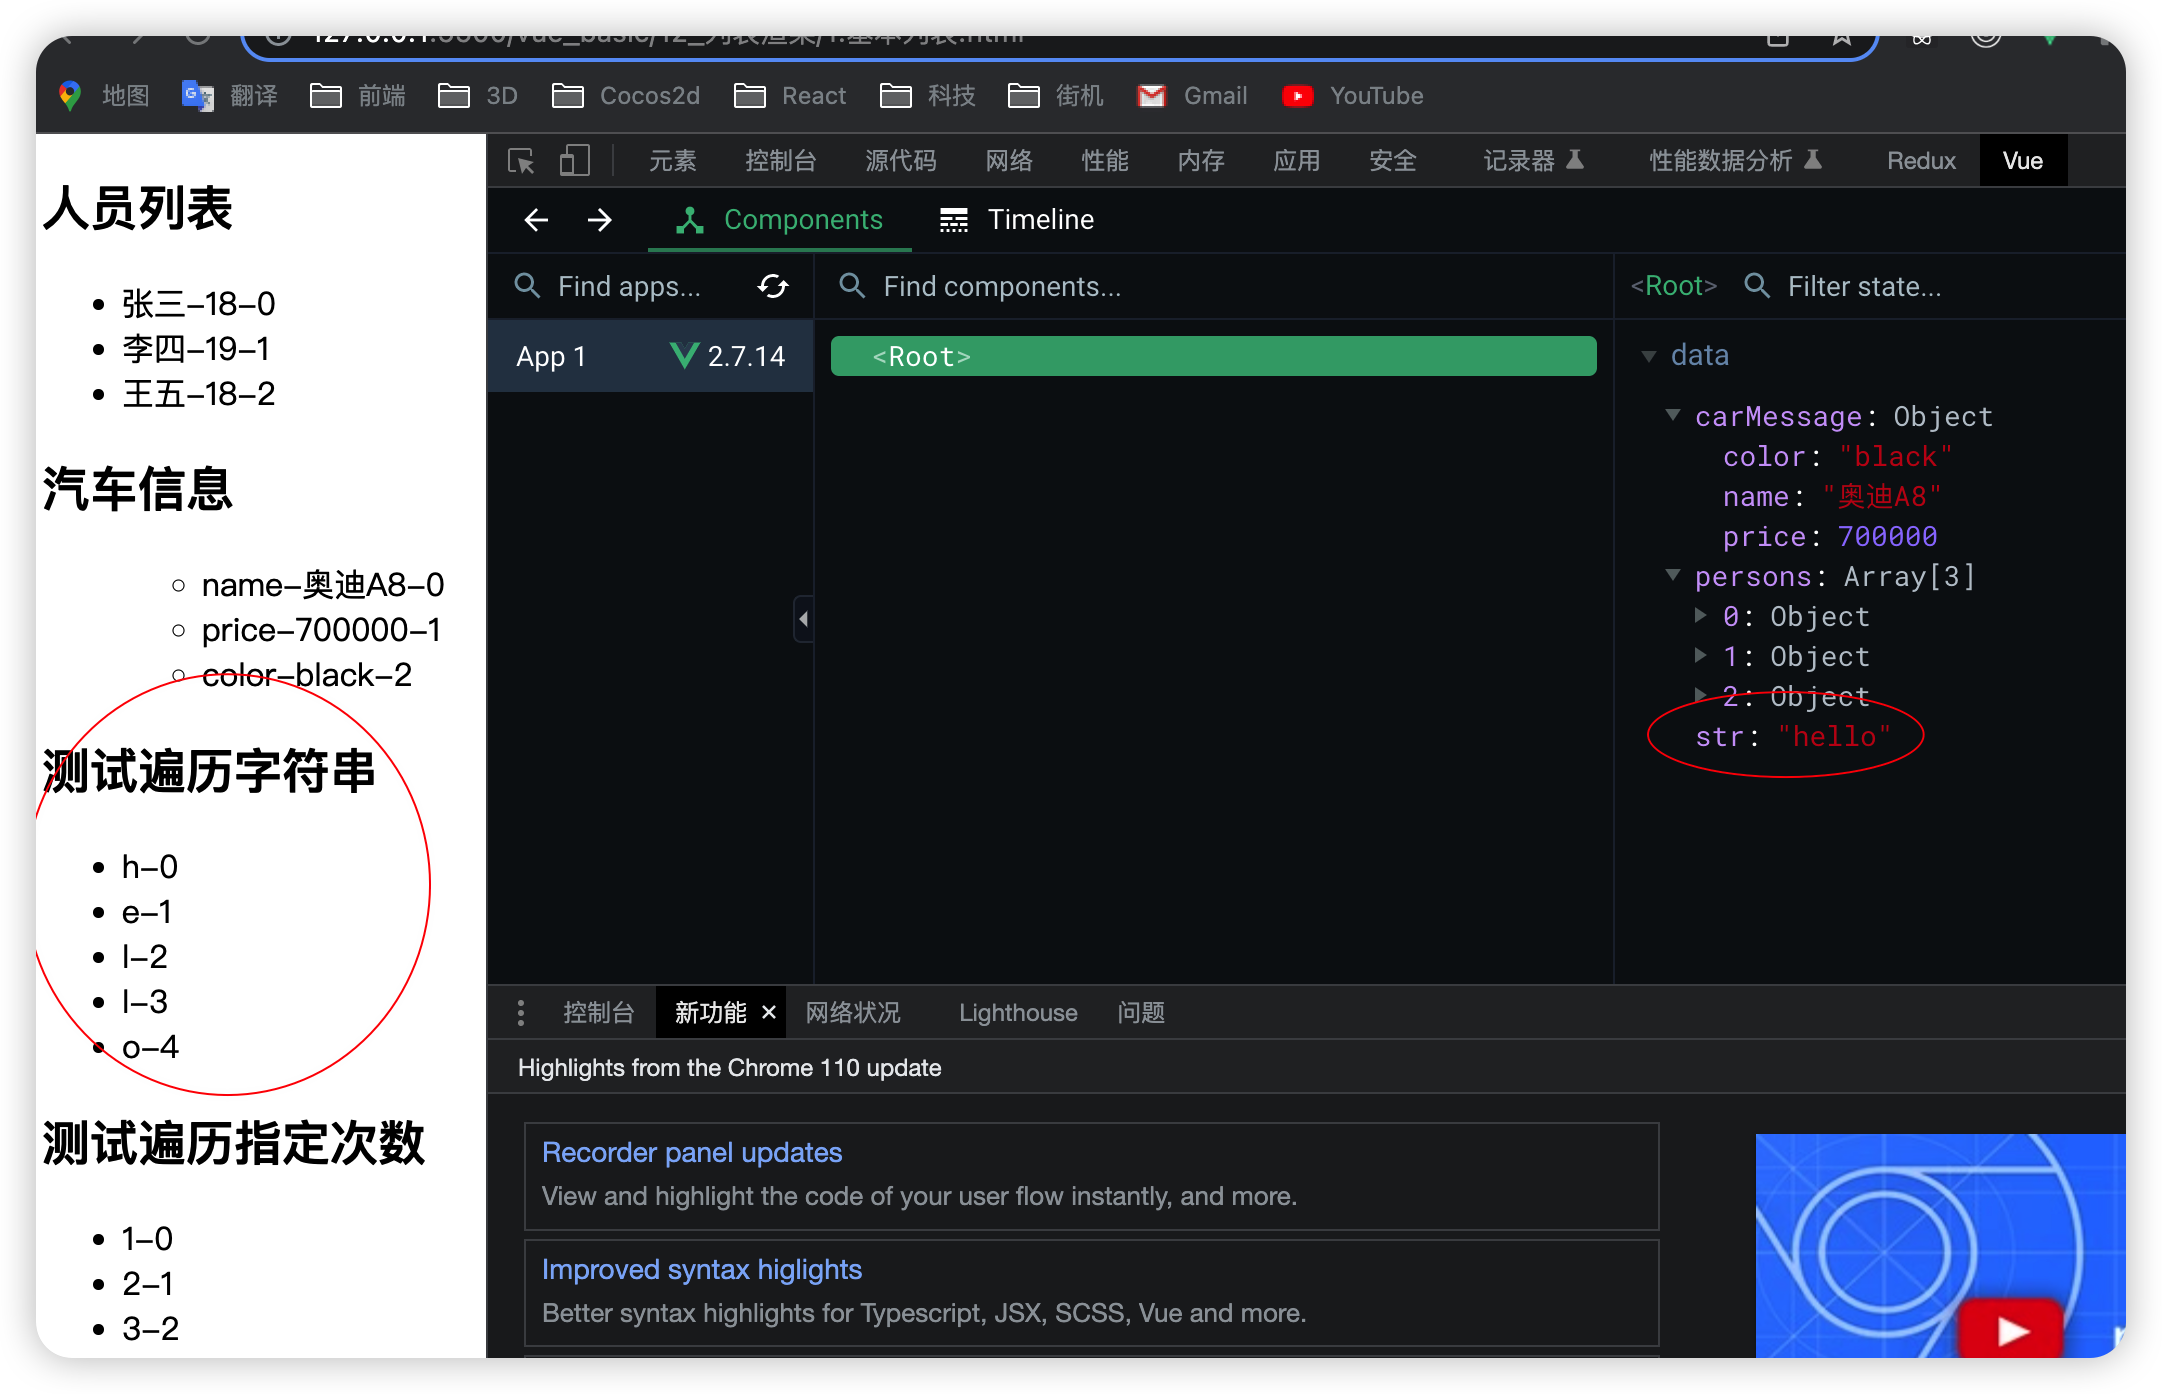 地图 翻译 前端 3D Cocos2d React 科技 街机 Gmail YouTube
人员列表
张三-18-0
李四-19-1
王五-18-2
汽车信息
name-奥迪A8-0
price-700000-1
color-black-2
测试遍历字符串
h-0
e-1
l-2
l-3
o-4
测试遍历指定次数
1-0
2-1
3-2
元素 控制台 源代码 网络 性能 内存 应用 安全 记录器 性能数据分析 Redux Vue
Components Timeline
Find apps...
App 1 2.7.14
Find components...
<Root>
<Root> Filter state...
data
carMessage: Object
color: "black"
name: "奥迪A8"
price: 700000
persons: Array[3]
0: Object
1: Object
2: Object
str: "hello"
控制台 新功能 × 网络状况 Lighthouse 问题
Highlights from the Chrome 110 update
Recorder panel updates
View and highlight the code of your user flow instantly, and more.
Improved syntax higlights
Better syntax highlights for Typescript, JSX, SCSS, Vue and more.